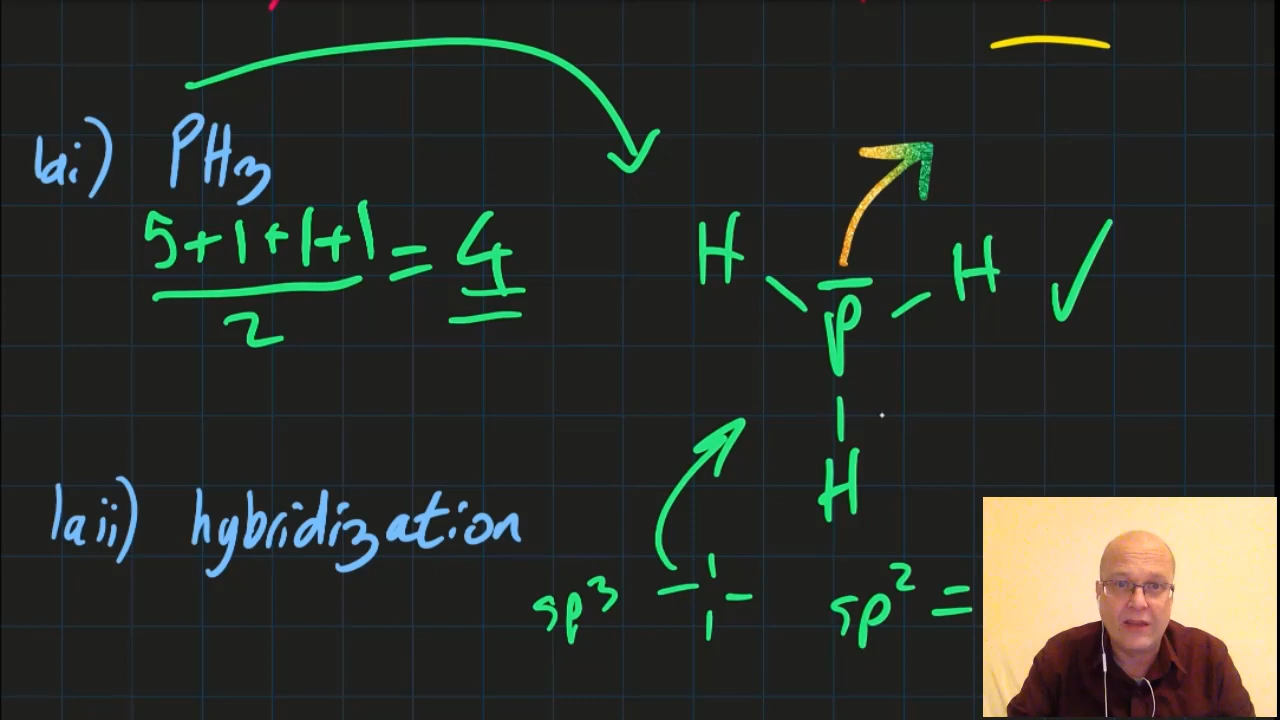 1ai) PH3
5+1+1+1 = 4
2
H P H
H
1aii) hybridization
sp³ sp² =